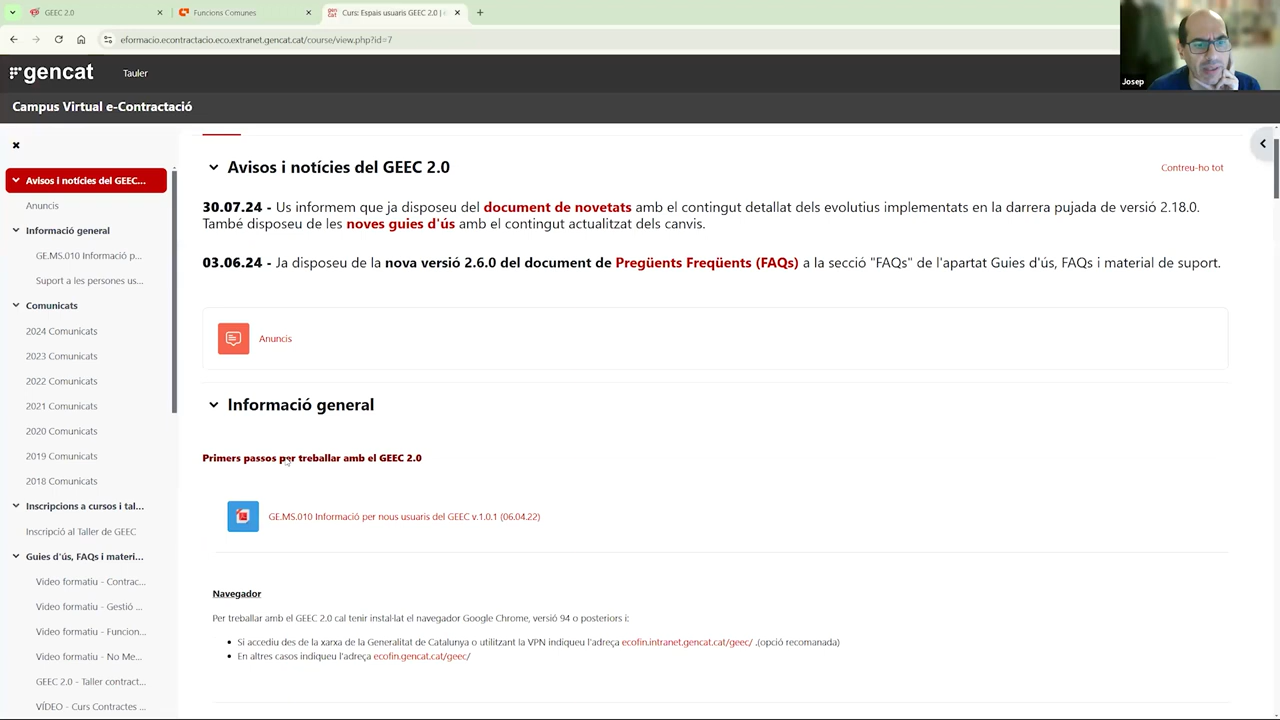 GEEC 2.0
Funcions Comunes
Curs: Espais usuaris GEEC 2.0 |
eformacio.econtractacio.eco.extranet.gencat.cat/course/view.php?id=7
gencat
Tauler
Josep
Campus Virtual e-Contractació
Avisos i notícies del GEEC...
Anuncis
Informació general
GE.MS.010 Informació p...
Suport a les persones us...
Comunicats
2024 Comunicats
2023 Comunicats
2022 Comunicats
2021 Comunicats
2020 Comunicats
2019 Comunicats
2018 Comunicats
Inscripcions a cursos i tal...
Inscripció al Taller de GEEC
Guies d'ús, FAQs i materi...
Video formatiu - Contrac...
Video formatiu - Gestió ...
Video formatiu - Funcion...
Video formatiu - No Me...
GEEC 2.0 - Taller contract...
VÍDEO - Curs Contractes ...
Avisos i notícies del GEEC 2.0
Contreu-ho tot
30.07.24 - Us informem que ja disposeu del document de novetats amb el contingut detallat dels evolutius implementats en la darrera pujada de versió 2.18.0.
També disposeu de les noves guies d'ús amb el contingut actualitzat dels canvis.
03.06.24 - Ja disposeu de la nova versió 2.6.0 del document de Pregüents Freqüents (FAQs) a la secció "FAQs" de l'apartat Guies d'ús, FAQs i material de suport.
Anuncis
Informació general
Primers passos per treballar amb el GEEC 2.0
GE.MS.010 Informació per nous usuaris del GEEC v.1.0.1 (06.04.22)
Navegador
Per treballar amb el GEEC 2.0 cal tenir instal·lat el navegador Google Chrome, versió 94 o posteriors i:
Si accediu des de la xarxa de la Generalitat de Catalunya o utilitzant la VPN indiqueu l'adreça ecofin.intranet.gencat.cat/geec/ .(opció recomanada)
En altres casos indiqueu l'adreça ecofin.gencat.cat/geec/